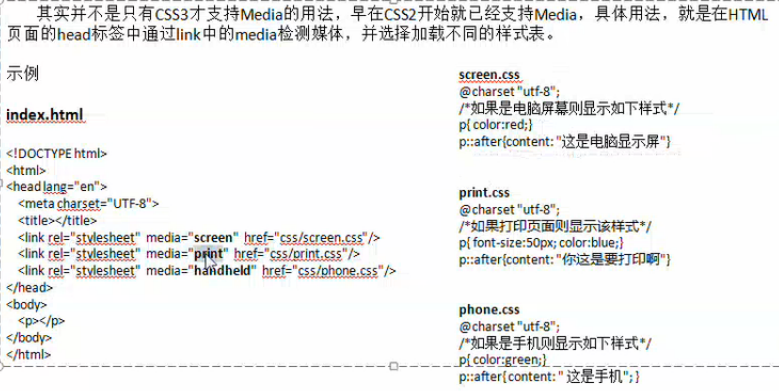 其实并不是只有CSS3才支持Media的用法，早在CSS2开始就已经支持Media，具体用法，就是在HTML
页面的head标签中通过link中的media检测媒体，并选择加载不同的样式表。
示例
index.html
<!DOCTYPE html>
<html>
<head lang="en">
<meta charset="UTF-8">
<title></title>
<link rel="stylesheet" media="screen" href="css/screen.css"/>
<link rel="stylesheet" media="print" href="css/print.css"/>
<link rel="stylesheet" media="handheld" href="css/phone.css"/>
</head>
<body>
<p></p>
</body>
</html>
screen.css
@charset "utf-8";
/*如果是电脑屏幕则显示如下样式*/
p{ color:red;}
p::after{content: "这是电脑显示屏"}
print.css
@charset "utf-8";
/*如果打印页面则显示该样式*/
p{ font-size:50px; color:blue;}
p::after{content: "你这是要打印啊"}
phone.css
@charset "utf-8";
/*如果是手机则显示如下样式*/
p{ color:green;}
p::after{content: " 这是手机"; }